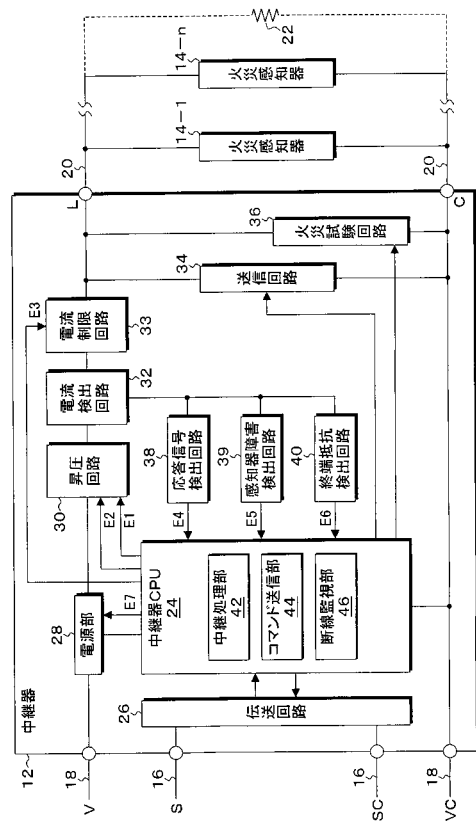 中継器
12
V
18
S
16
SC
16
VC
18
26
伝送回路
28
電源部
E7
中継器CPU
24
中継処理部
42
コマンド送信部
44
断線監視部
46
30
昇圧
回路
E2
E1
電流
検出
回路
32
電流
制限
回路
33
E3
38
応答信号
検出回路
E4
39
感知器障害
検出回路
E5
40
終端抵抗
検出回路
E6
34
送信回路
36
火災試験回路
L
C
20
20
14-1
火災感知器
14-n
火災感知器
22